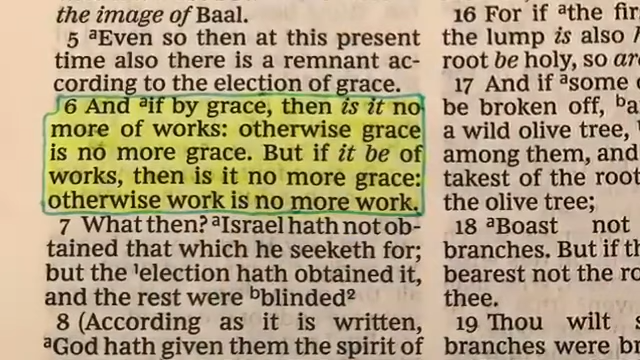 the image of Baal.
5 ªEven so then at this present
time also there is a remnant ac-
cording to the election of grace.
6 And ªif by grace, then is it no
more of works: otherwise grace
is no more grace. But if it be of
works, then is it no more grace:
otherwise work is no more work.
7 What then? ªIsrael hath not ob-
tained that which he seeketh for;
but the ¹election hath obtained it,
and the rest were ᵇblinded²
8 (According as it is written,
ªGod hath given them the spirit of
16 For if ªthe fir
the lump is also h
root be holy, so ar
17 And if ªsome o
be broken off, ᵇa
a wild olive tree,
among them, and
takest of the root
the olive tree;
18 ªBoast not
branches. But if th
bearest not the ro
thee.
19 Thou wilt s
branches were br